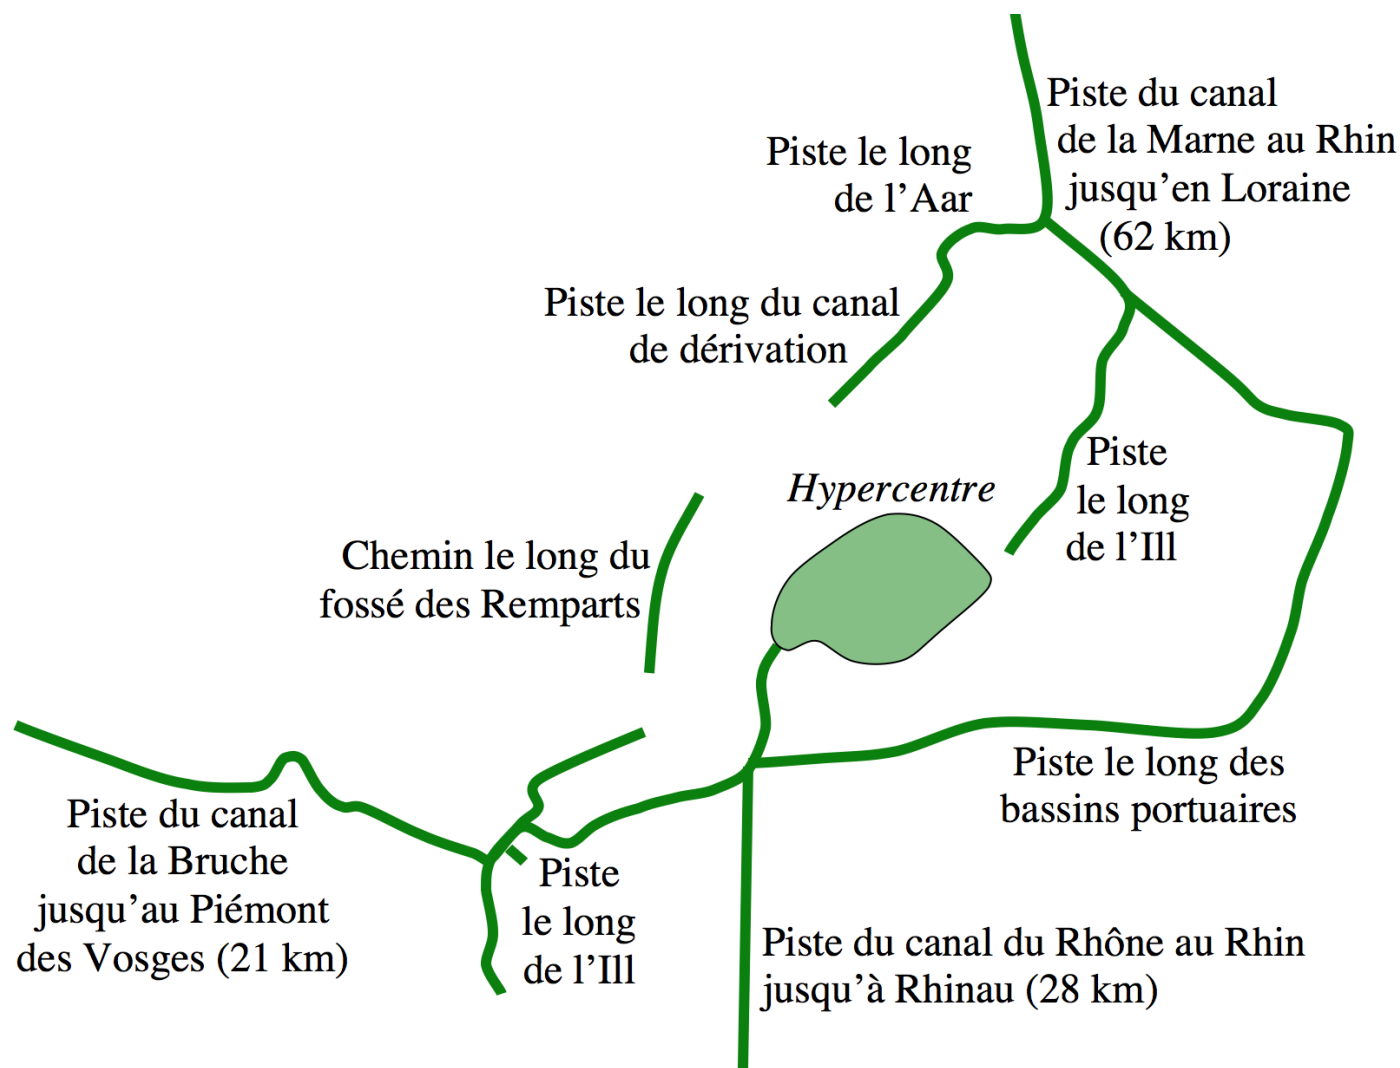 Piste du canal
de la Marne au Rhin
jusqu’en Loraine
(62 km)
Piste le long
de l’Aar
Piste le long du canal
de dérivation
Piste
le long
de l’Ill
Hypercentre
Chemin le long du
fossé des Remparts
Piste le long des
bassins portuaires
Piste du canal
de la Bruche
jusqu’au Piémont
des Vosges (21 km)
Piste
le long
de l’Ill
Piste du canal du Rhône au Rhin
jusqu’à Rhinau (28 km)